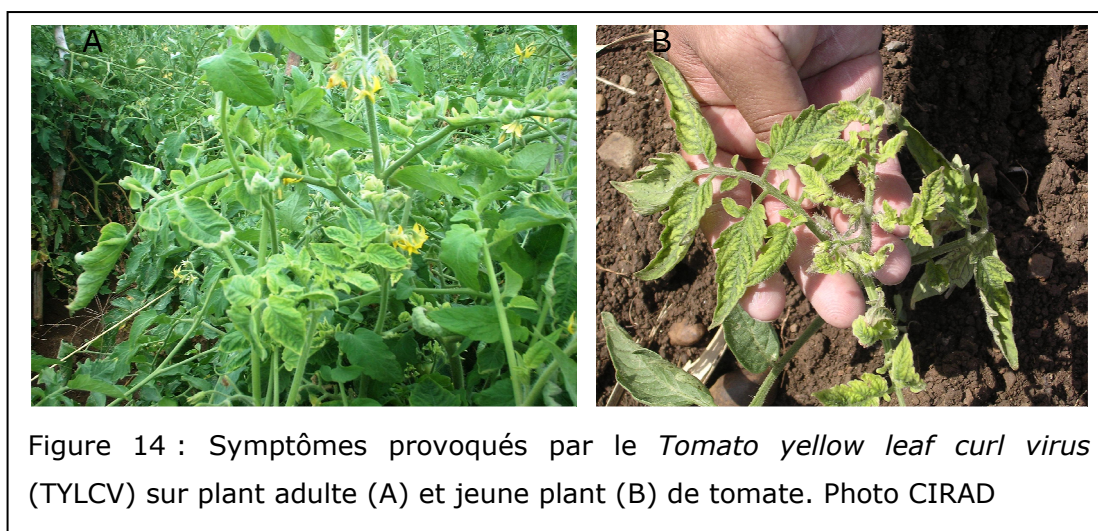 A
B
Figure 14 : Symptômes provoqués par le Tomato yellow leaf curl virus
(TYLCV) sur plant adulte (A) et jeune plant (B) de tomate. Photo CIRAD